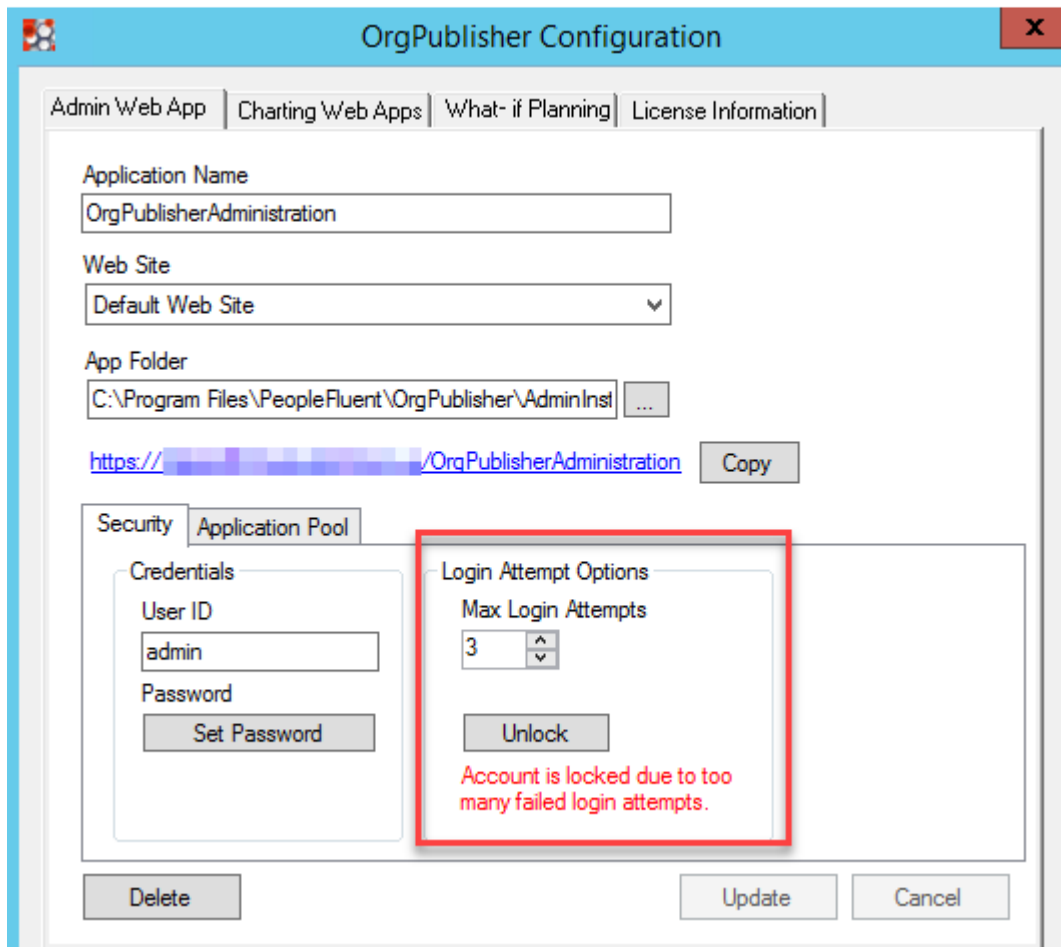 OrgPublisher Configuration
x
Admin Web App
Charting Web Apps
What- if Planning
License Information
Application Name
OrgPublisherAdministration
Web Site
Default Web Site
App Folder
C:\Program Files\PeopleFluent\OrgPublisher\AdminInst
...
https://
/OrgPublisherAdministration
Copy
Security
Application Pool
Credentials
User ID
admin
Password
Set Password
Login Attempt Options
Max Login Attempts
3
Unlock
Account is locked due to too
many failed login attempts.
Delete
Update
Cancel